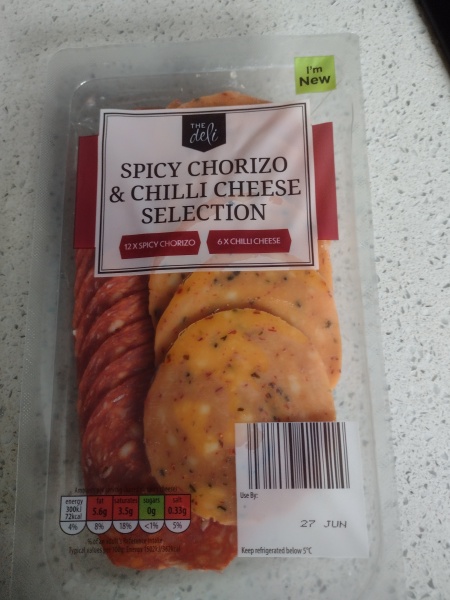 I'm
New
THE
deli
SPICY CHORIZO
& CHILLI CHEESE
SELECTION
12 X SPICY CHORIZO 6 X CHILLI CHEESE
Use By:
27 JUN
Keep refrigerated below 5°C
energy fat saturates sugars salt
300kJ
72kcal 5.6g 3.5g 0g 0.33g
4% 8% 18% <1% 5%